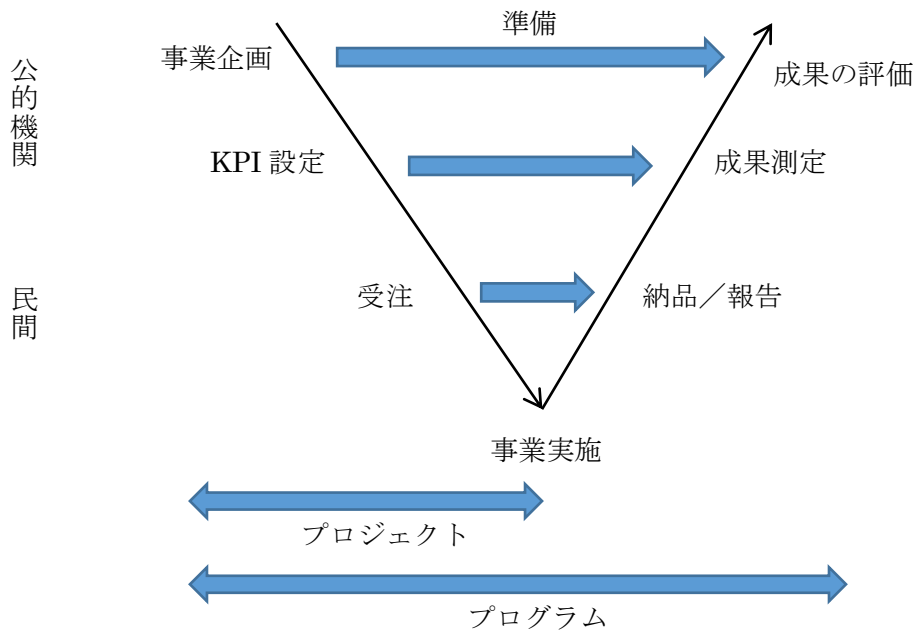 準備
事業企画
成果の評価
公的機関
KPI 設定
成果測定
民間
受注
納品／報告
事業実施
プロジェクト
プログラム